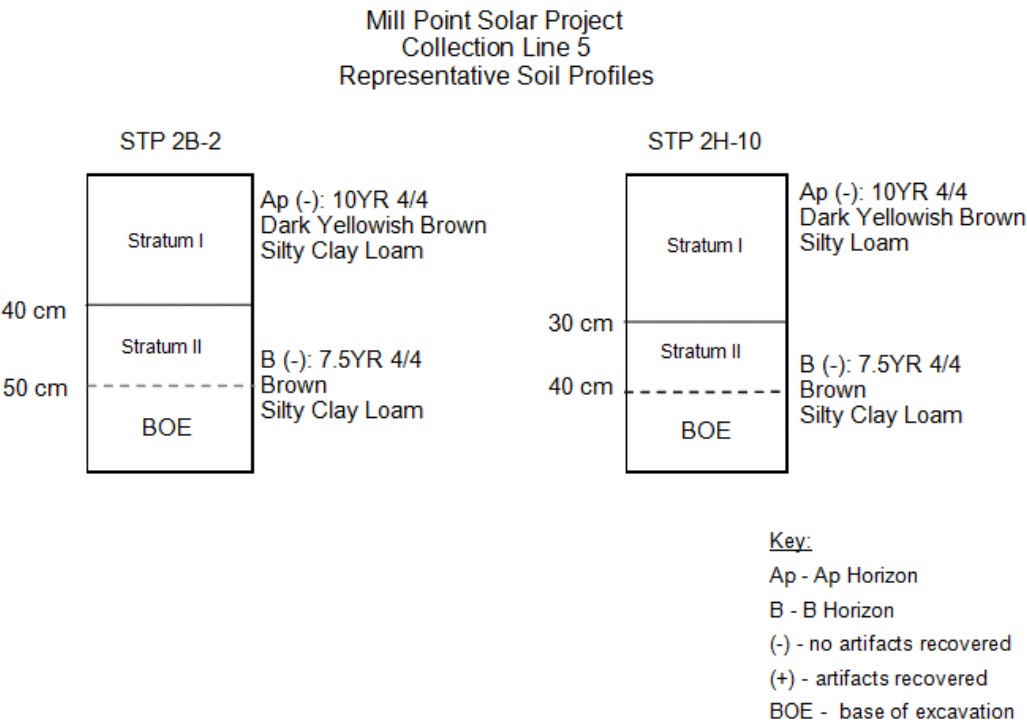 Mill Point Solar Project
Collection Line 5
Representative Soil Profiles
STP 2B-2
Stratum I
Ap (-): 10YR 4/4
Dark Yellowish Brown
Silty Clay Loam
40 cm
Stratum II
B (-): 7.5YR 4/4
Brown
Silty Clay Loam
50 cm
BOE
STP 2H-10
Stratum I
Ap (-): 10YR 4/4
Dark Yellowish Brown
Silty Loam
30 cm
Stratum II
B (-): 7.5YR 4/4
Brown
Silty Clay Loam
40 cm
BOE
Key:
Ap - Ap Horizon
B - B Horizon
(-) - no artifacts recovered
(+) - artifacts recovered
BOE - base of excavation